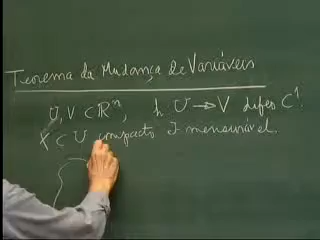 Teorema da Mudança de Variáveis
U, V ⊂ ℝⁿ, h: U → V difeo C¹.
X ⊂ U compacto J-mensurável.